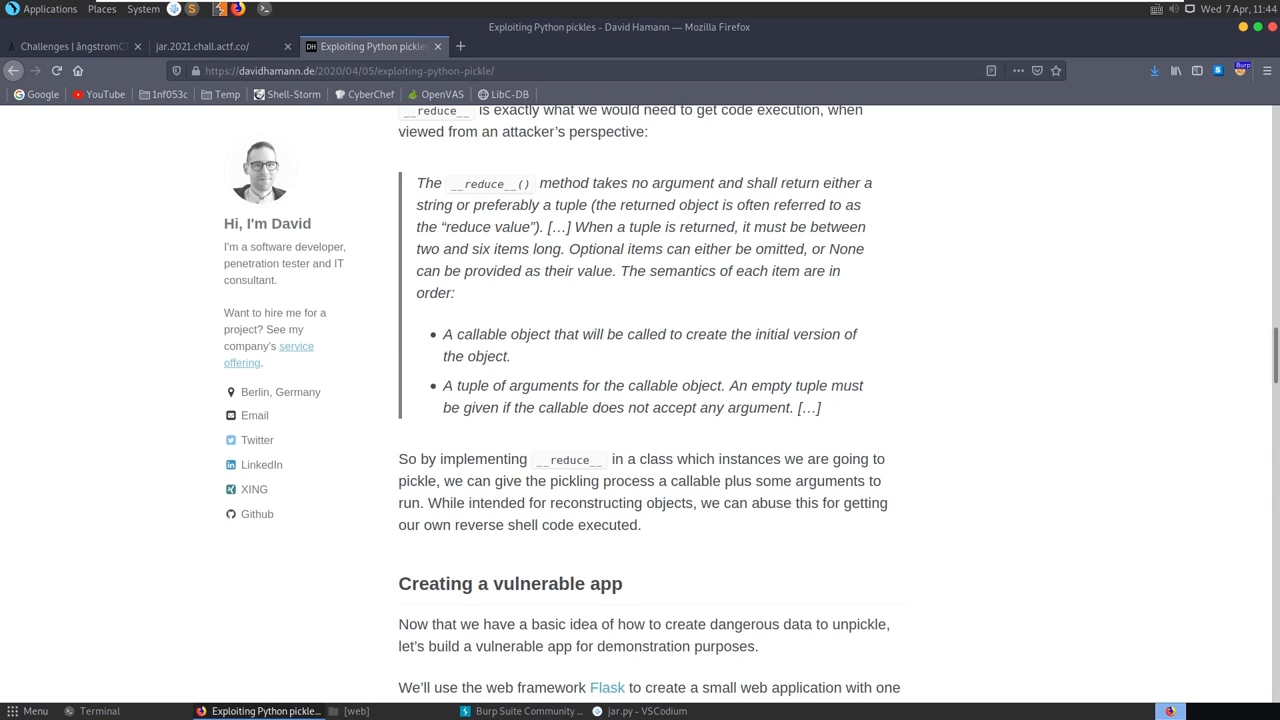 Applications Places System Wed 7 Apr, 11:44
Exploiting Python pickles - David Hamann — Mozilla Firefox
Challenges | ångstromCT jar.2021.chall.actf.co/ DH Exploiting Python pickles
https://davidhamann.de/2020/04/05/exploiting-python-pickle/ Burp
Google YouTube 1nf053c Temp Shell-Storm CyberChef OpenVAS LibC-DB
__reduce__ is exactly what we would need to get code execution, when
viewed from an attacker’s perspective:
The __reduce__() method takes no argument and shall return either a
string or preferably a tuple (the returned object is often referred to as
the “reduce value”). […] When a tuple is returned, it must be between
two and six items long. Optional items can either be omitted, or None
can be provided as their value. The semantics of each item are in
order:
• A callable object that will be called to create the initial version of
the object.
• A tuple of arguments for the callable object. An empty tuple must
be given if the callable does not accept any argument. […]
So by implementing __reduce__ in a class which instances we are going to
pickle, we can give the pickling process a callable plus some arguments to
run. While intended for reconstructing objects, we can abuse this for getting
our own reverse shell code executed.
Creating a vulnerable app
Now that we have a basic idea of how to create dangerous data to unpickle,
let’s build a vulnerable app for demonstration purposes.
We’ll use the web framework Flask to create a small web application with one
Hi, I'm David
I'm a software developer,
penetration tester and IT
consultant.
Want to hire me for a
project? See my
company's service
offering.
Berlin, Germany
Email
Twitter
LinkedIn
XING
Github
Menu Terminal Exploiting Python pickle... [web] Burp Suite Community ... jar.py - VSCodium